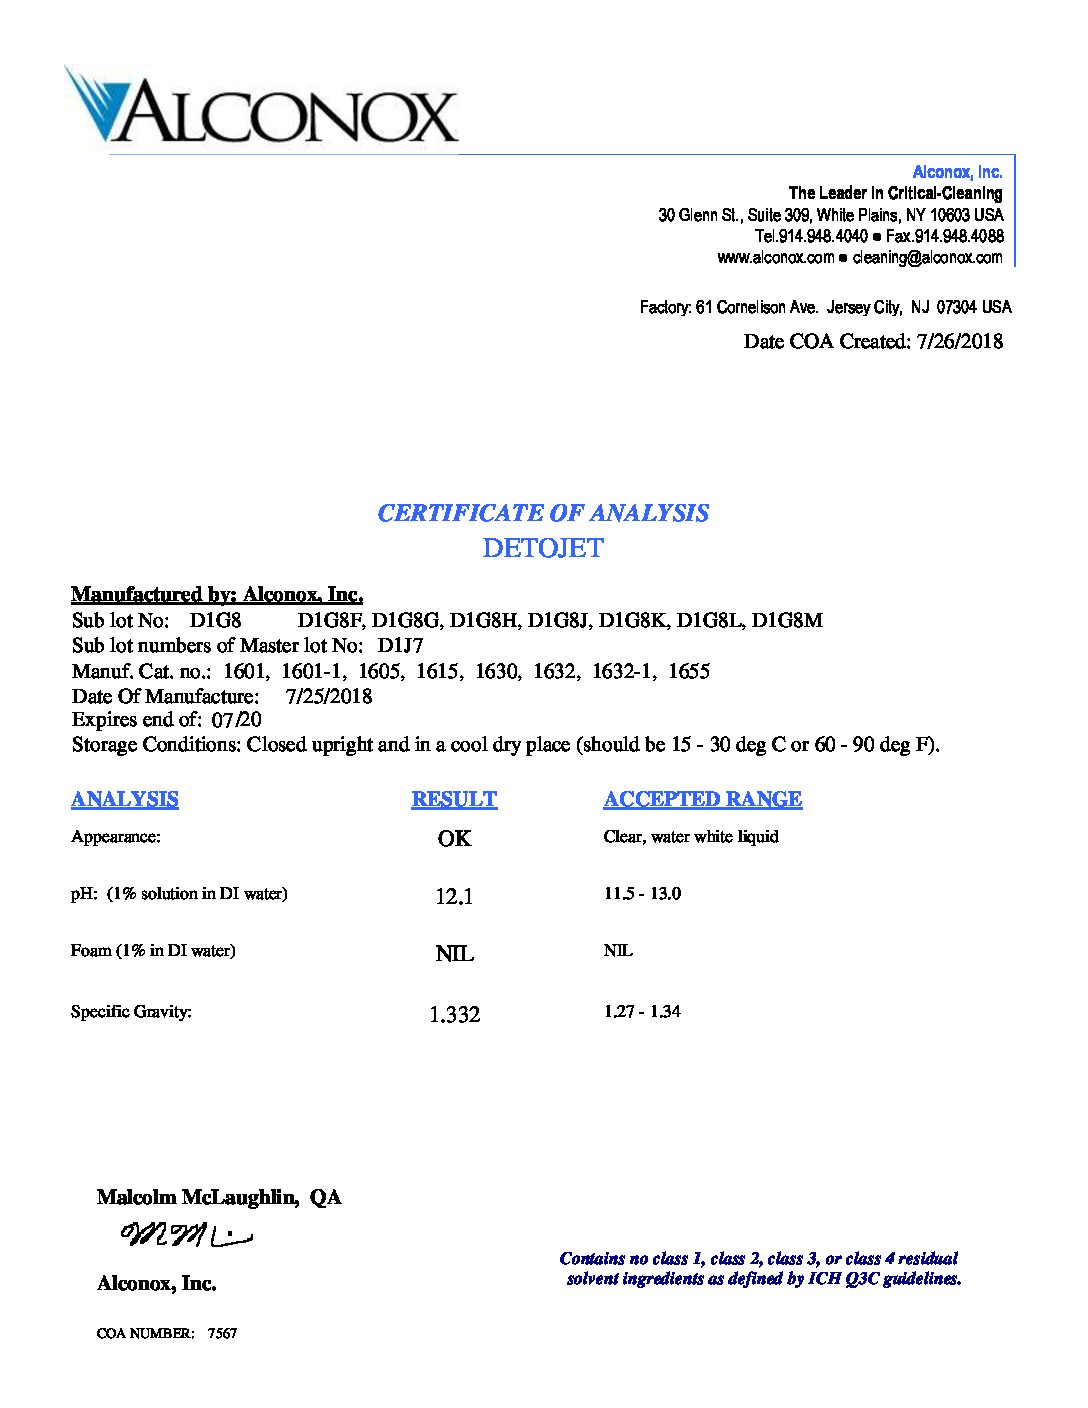 ALCONOX
Alconox, Inc.
The Leader in Critical-Cleaning
30 Glenn St., Suite 309, White Plains, NY 10603 USA
Tel.914.948.4040 ● Fax.914.948.4088
www.alconox.com ● cleaning@alconox.com
Factory: 61 Cornelison Ave. Jersey City, NJ 07304 USA
Date COA Created: 7/26/2018
CERTIFICATE OF ANALYSIS
DETOJET
Manufactured by: Alconox, Inc.
Sub lot No: D1G8 D1G8F, D1G8G, D1G8H, D1G8J, D1G8K, D1G8L, D1G8M
Sub lot numbers of Master lot No: D1J7
Manuf. Cat. no.: 1601, 1601-1, 1605, 1615, 1630, 1632, 1632-1, 1655
Date Of Manufacture: 7/25/2018
Expires end of: 07/20
Storage Conditions: Closed upright and in a cool dry place (should be 15 - 30 deg C or 60 - 90 deg F).
ANALYSIS RESULT ACCEPTED RANGE
Appearance: OK Clear, water white liquid
pH: (1% solution in DI water) 12.1 11.5 - 13.0
Foam (1% in DI water) NIL NIL
Specific Gravity: 1.332 1.27 - 1.34
Malcolm McLaughlin, QA
Alconox, Inc.
Contains no class 1, class 2, class 3, or class 4 residual
solvent ingredients as defined by ICH Q3C guidelines.
COA NUMBER: 7567